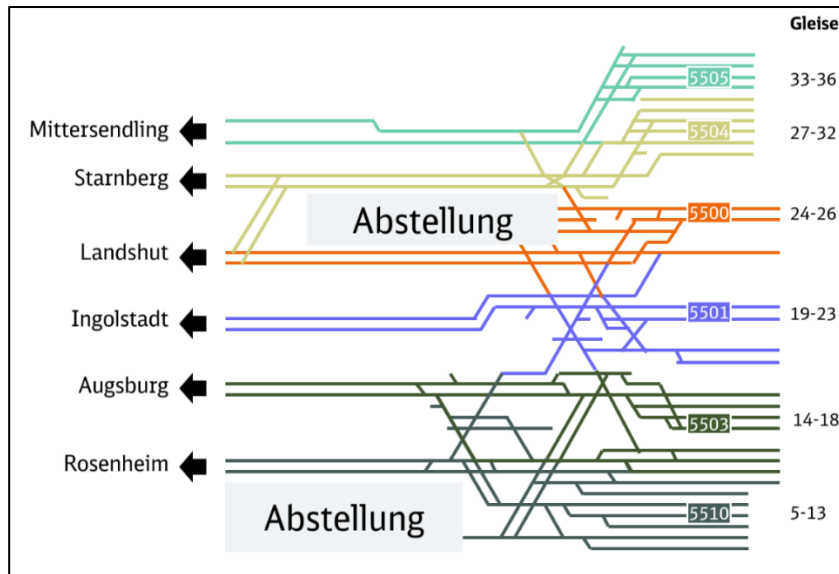 Gleise
5505
33-36
Mittersendling
5504
27-32
Starnberg
Abstellung
5500
24-26
Landshut
Ingolstadt
5501
19-23
Augsburg
5503
14-18
Rosenheim
Abstellung
5510
5-13